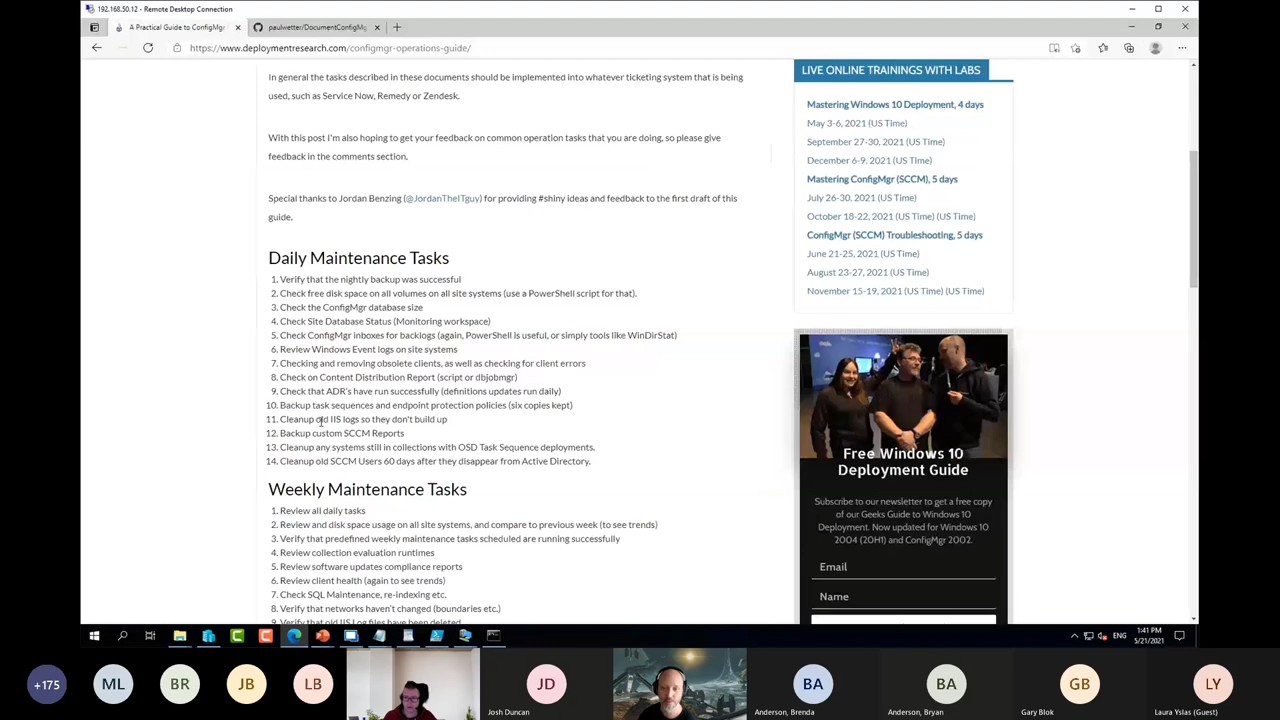 192.168.50.12 - Remote Desktop Connection
A Practical Guide to ConfigMgr
paulwetter/DocumentConfigMg
https://www.deploymentresearch.com/configmgr-operations-guide/
In general the tasks described in these documents should be implemented into whatever ticketing system that is being
used, such as Service Now, Remedy or Zendesk.
With this post I'm also hoping to get your feedback on common operation tasks that you are doing, so please give
feedback in the comments section.
Special thanks to Jordan Benzing (@JordanTheITguy) for providing #shiny ideas and feedback to the first draft of this
guide.
Daily Maintenance Tasks
1. Verify that the nightly backup was successful
2. Check free disk space on all volumes on all site systems (use a PowerShell script for that).
3. Check the ConfigMgr database size
4. Check Site Database Status (Monitoring workspace)
5. Check ConfigMgr inboxes for backlogs (again, PowerShell is useful, or simply tools like WinDirStat)
6. Review Windows Event logs on site systems
7. Checking and removing obsolete clients, as well as checking for client errors
8. Check on Content Distribution Report (script or dbjobmgr)
9. Check that ADR's have run successfully (definitions updates run daily)
10. Backup task sequences and endpoint protection policies (six copies kept)
11. Cleanup old IIS logs so they don't build up
12. Backup custom SCCM Reports
13. Cleanup any systems still in collections with OSD Task Sequence deployments.
14. Cleanup old SCCM Users 60 days after they disappear from Active Directory.
Weekly Maintenance Tasks
1. Review all daily tasks
2. Review and disk space usage on all site systems, and compare to previous week (to see trends)
3. Verify that predefined weekly maintenance tasks scheduled are running successfully
4. Review collection evaluation runtimes
5. Review software updates compliance reports
6. Review client health (again to see trends)
7. Check SQL Maintenance, re-indexing etc.
8. Verify that networks haven't changed (boundaries etc.)
9. Verify that old IIS Log files have been deleted
LIVE ONLINE TRAININGS WITH LABS
Mastering Windows 10 Deployment, 4 days
May 3-6, 2021 (US Time)
September 27-30, 2021 (US Time)
December 6-9, 2021 (US Time)
Mastering ConfigMgr (SCCM), 5 days
July 26-30, 2021 (US Time)
October 18-22, 2021 (US Time) (US Time)
ConfigMgr (SCCM) Troubleshooting, 5 days
June 21-25, 2021 (US Time)
August 23-27, 2021 (US Time)
November 15-19, 2021 (US Time) (US Time)
Free Windows 10
Deployment Guide
Subscribe to our newsletter to get a free copy
of our Geeks Guide to Windows 10
Deployment. Now updated for Windows 10
2004 (20H1) and ConfigMgr 2002.
Email
Name
ENG
1:41 PM
5/21/2021
+175
ML
BR
JB
LB
JD
Josh Duncan
BA
Anderson, Brenda
BA
Anderson, Bryan
GB
Gary Blok
LY
Laura Yslas (Guest)